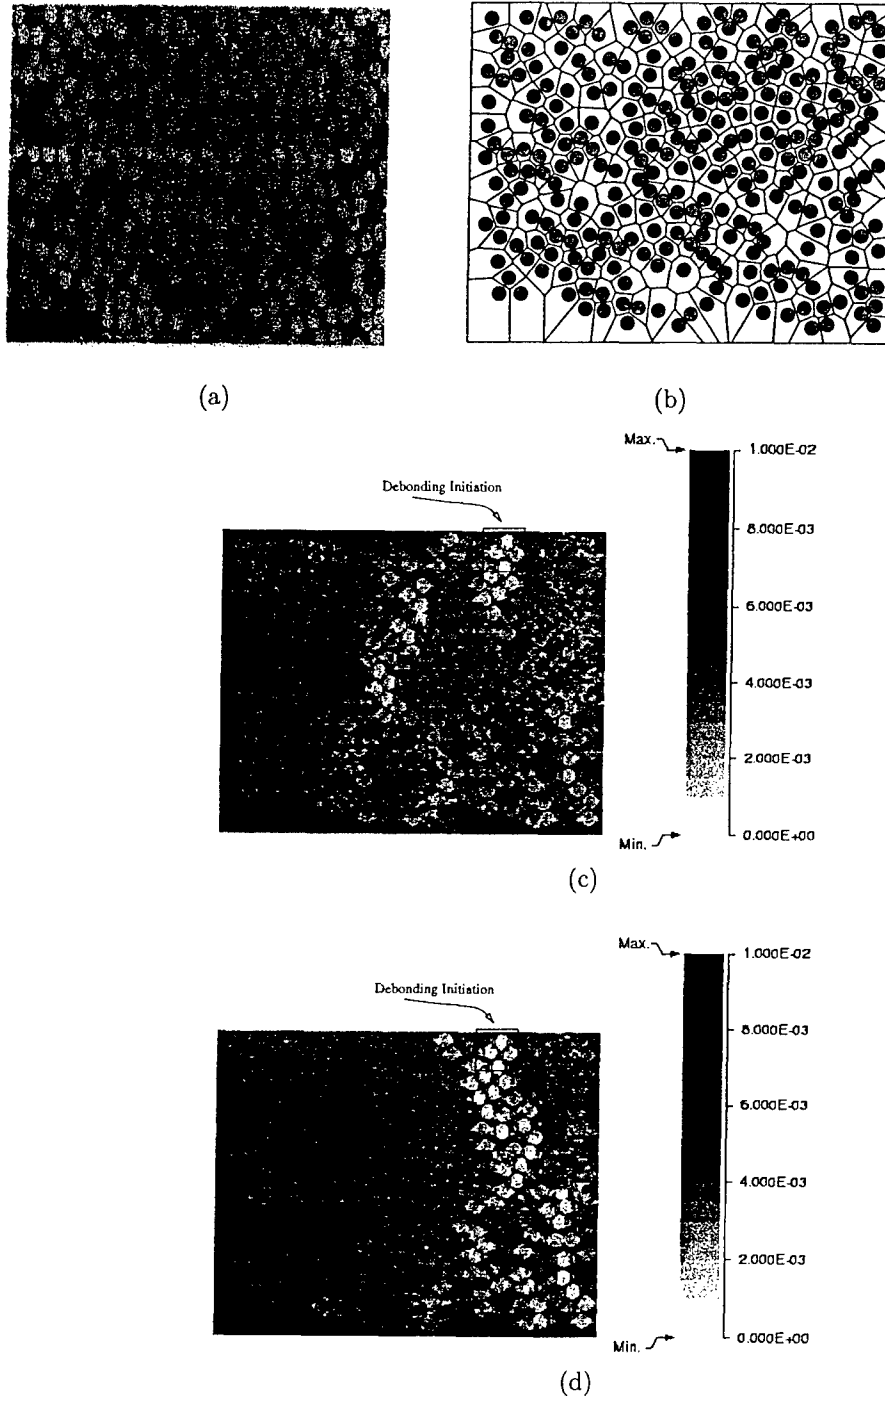 (a)
(b)
Max.
1.000E-02
Debonding Initiation
8.000E-03
6.000E-03
4.000E-03
2.000E-03
Min.
0.000E+00
(c)
Max.
1.000E-02
Debonding Initiation
8.000E-03
6.000E-03
4.000E-03
2.000E-03
Min.
0.000E+00
(d)